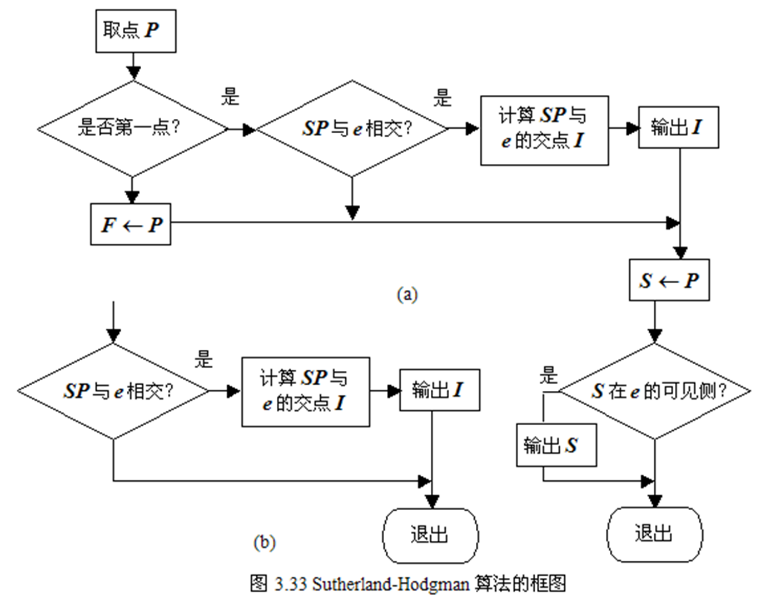 取点 P
是否第一点?
是
SP与e相交?
是
计算SP与
e的交点I
输出I
F ← P
(a)
S ← P
SP与e相交?
是
计算SP与
e的交点I
输出I
是
S在e的可见侧?
输出S
退出
(b)
退出
图 3.33 Sutherland-Hodgman 算法的框图